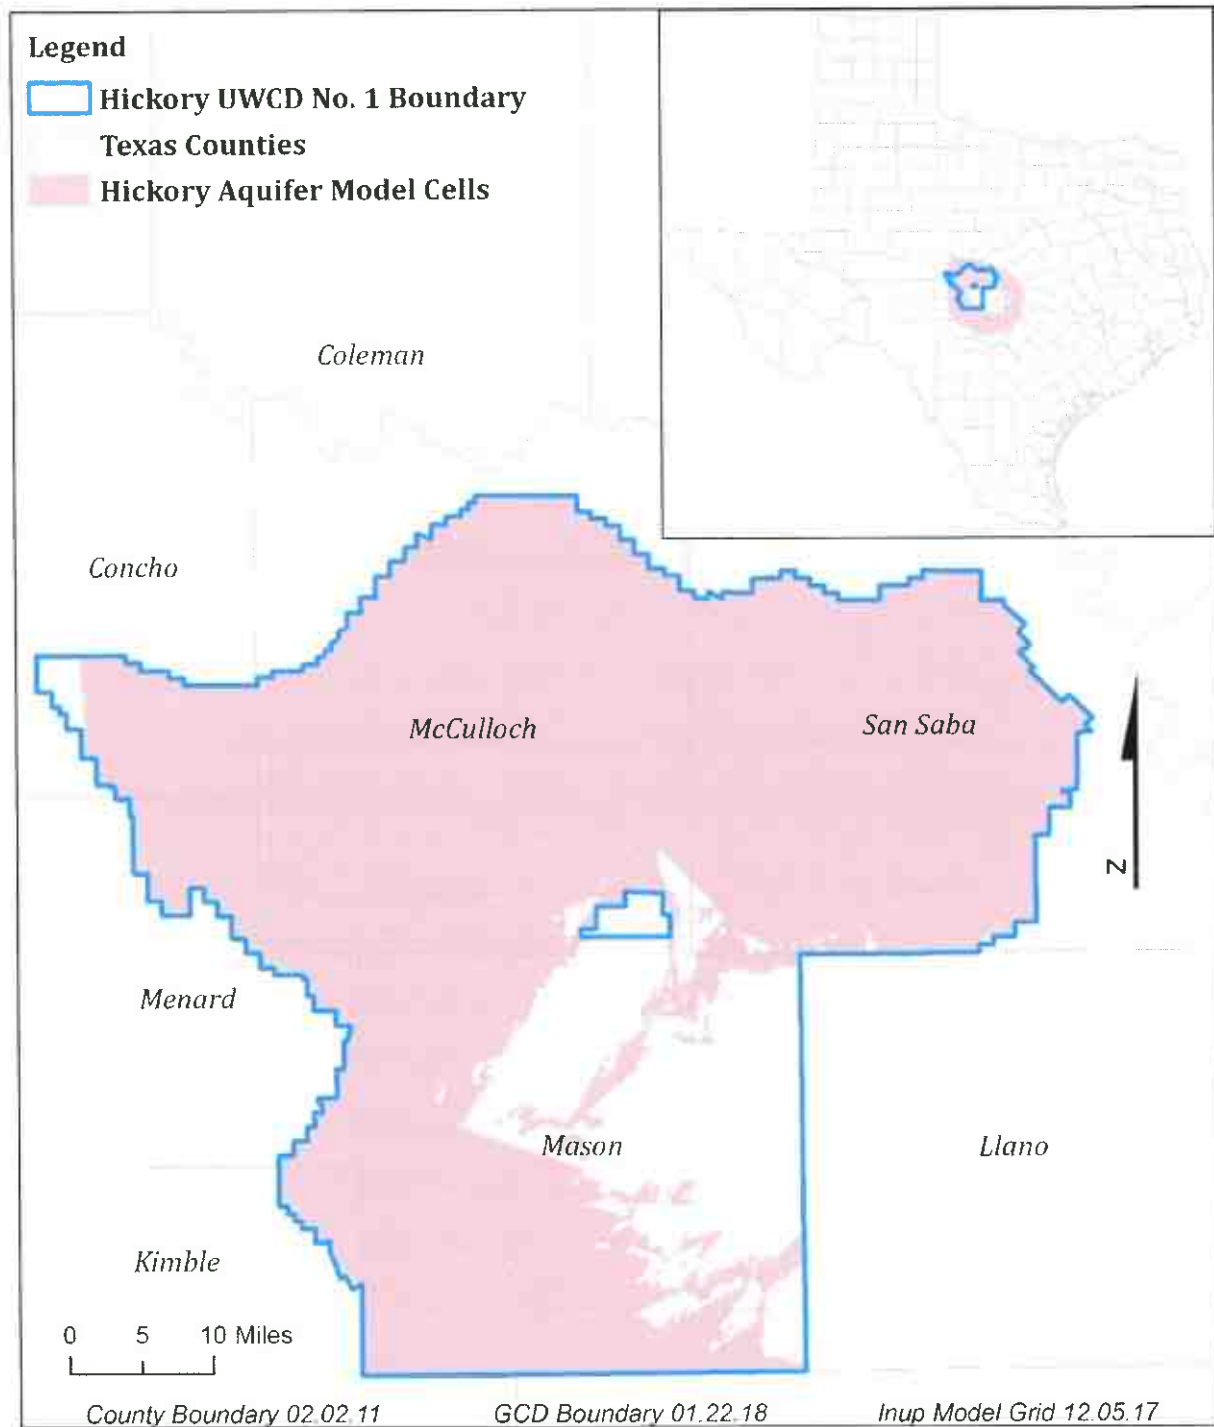 Legend
Hickory UWCD No. 1 Boundary
Texas Counties
Hickory Aquifer Model Cells
Coleman
Concho
McCulloch
San Saba
N
Menard
Mason
Llano
Kimble
0 5 10 Miles
County Boundary 02.02.11 GCD Boundary 01.22.18 lnup Model Grid 12.05.17